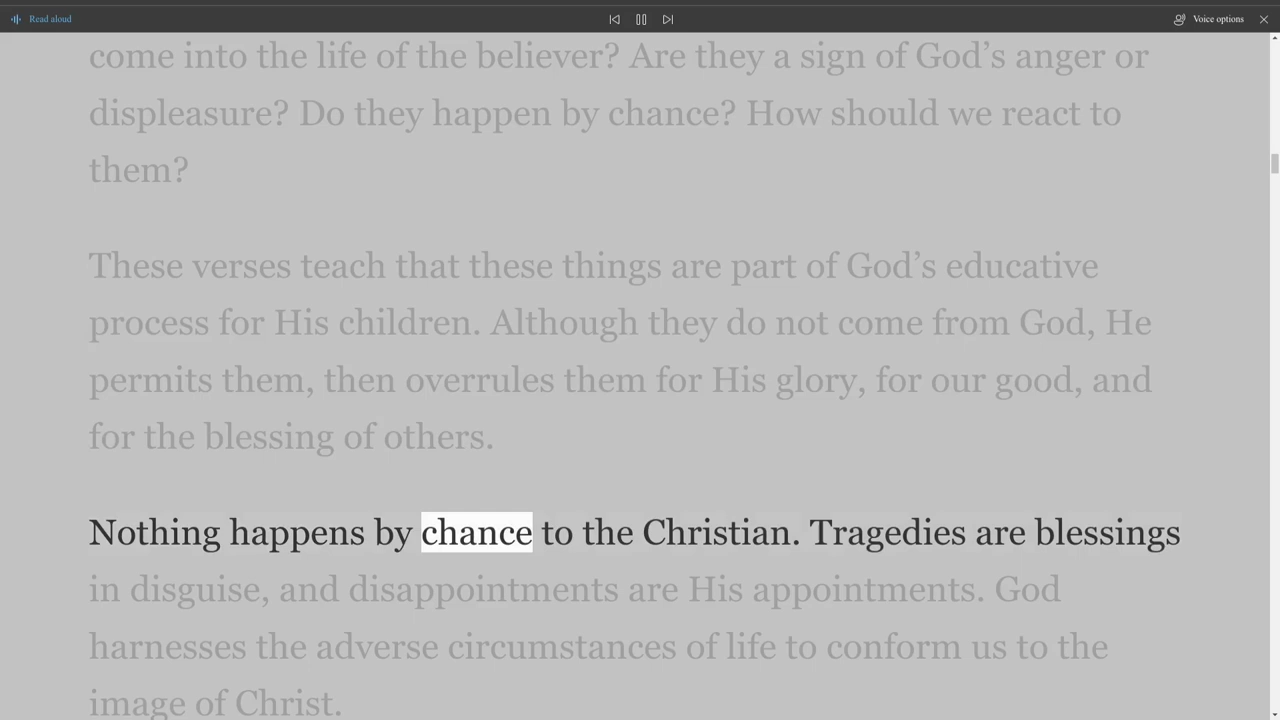 Read aloud
Voice options
come into the life of the believer? Are they a sign of God’s anger or
displeasure? Do they happen by chance? How should we react to
them?
These verses teach that these things are part of God’s educative
process for His children. Although they do not come from God, He
permits them, then overrules them for His glory, for our good, and
for the blessing of others.
Nothing happens by chance to the Christian. Tragedies are blessings
in disguise, and disappointments are His appointments. God
harnesses the adverse circumstances of life to conform us to the
image of Christ.